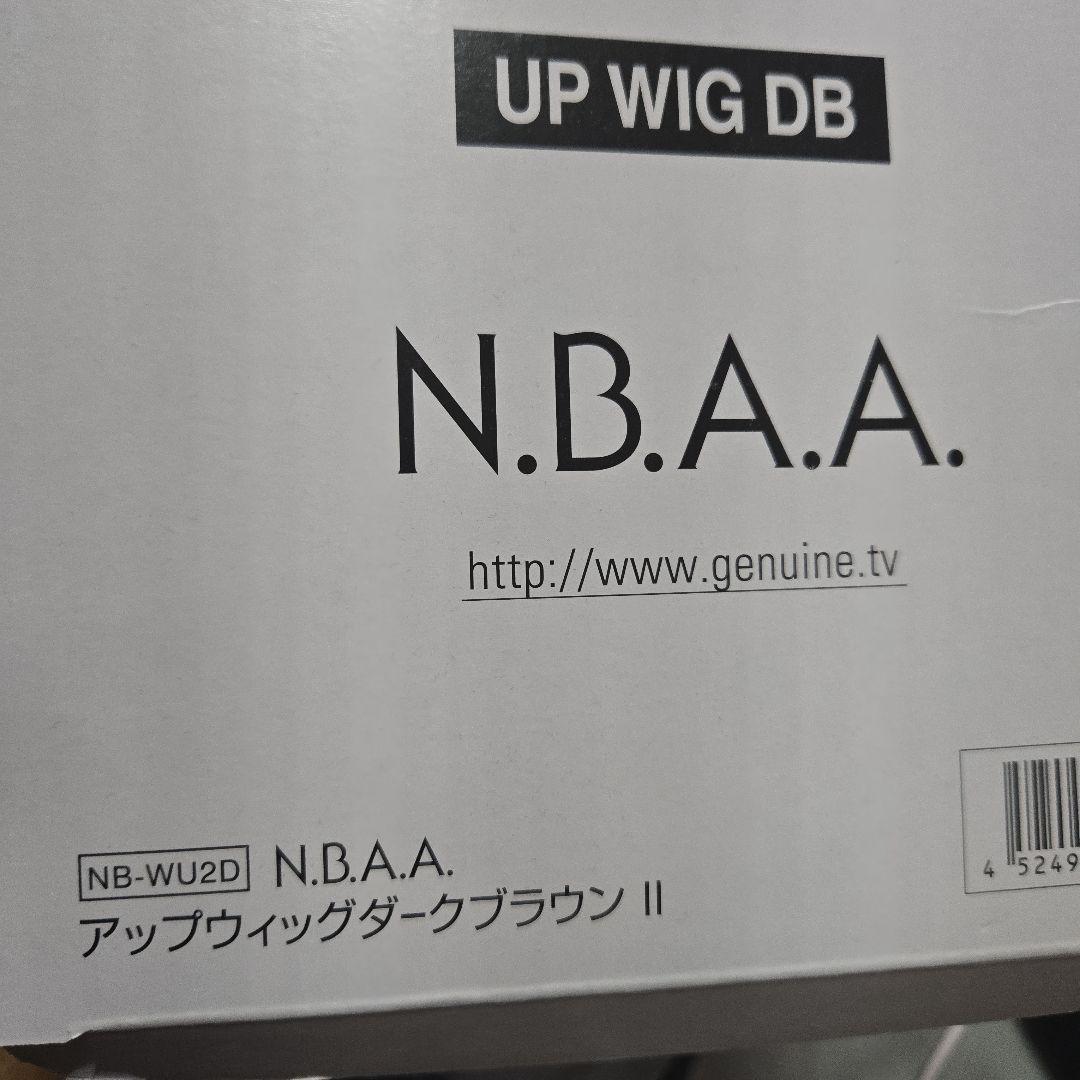 UP WIG DB
N.B.A.A.
http://www.genuine.tv
NB-WU2D N.B.A.A.
アップウィッグダークブラウン II
4 5249